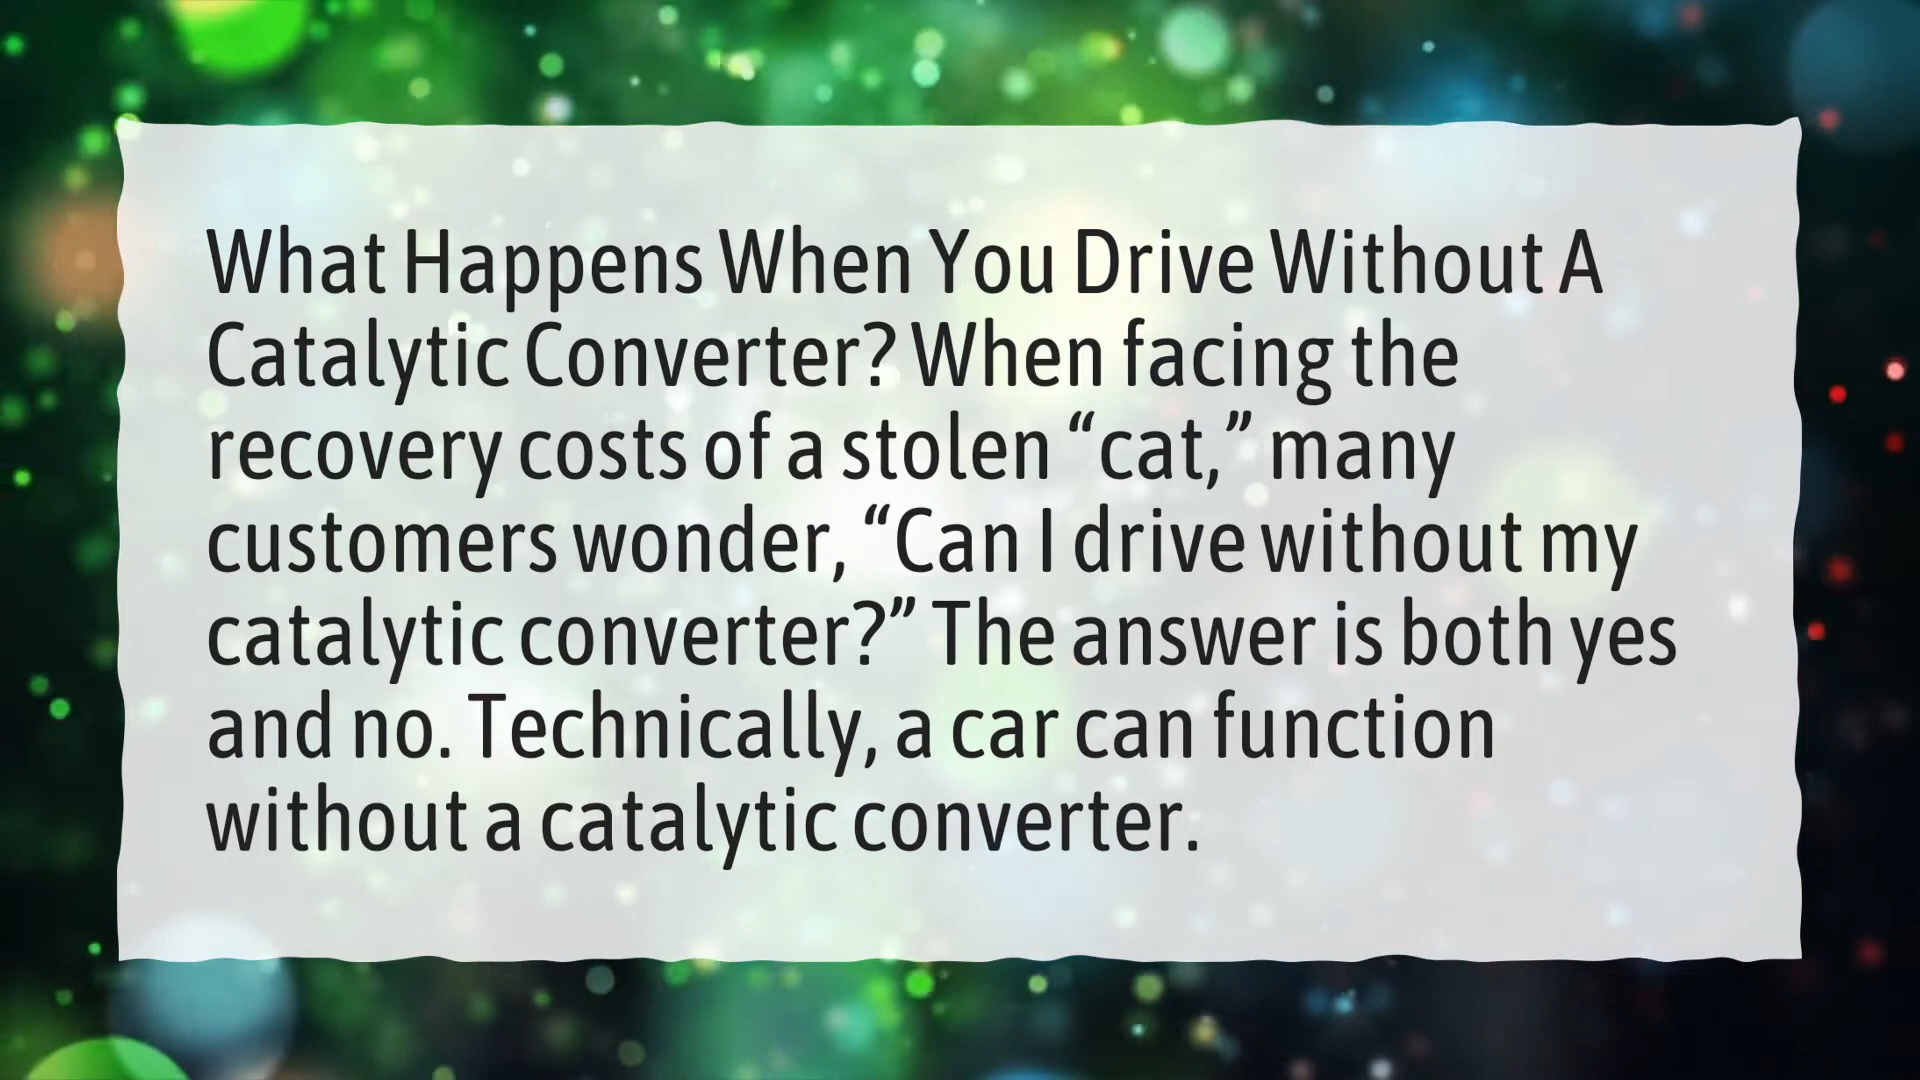 What Happens When You Drive Without A
Catalytic Converter? When facing the
recovery costs of a stolen “cat,” many
customers wonder, “Can I drive without my
catalytic converter?” The answer is both yes
and no. Technically, a car can function
without a catalytic converter.